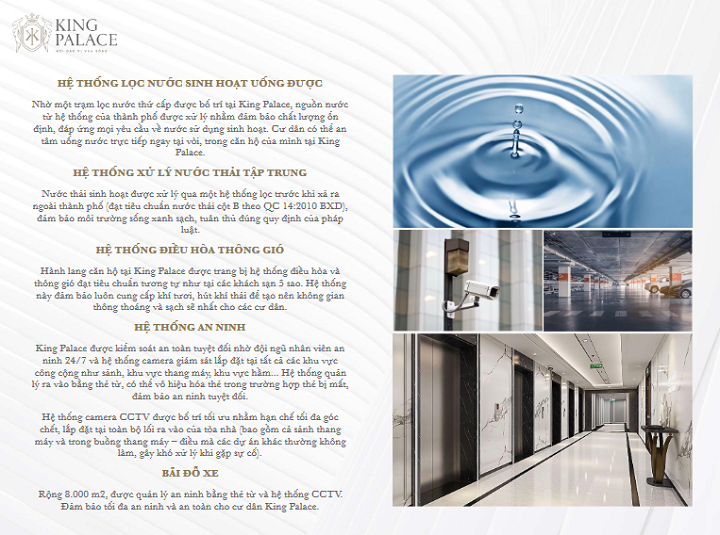 KING
PALACE
HỆ THỐNG LỌC NƯỚC SINH HOẠT UỐNG ĐƯỢC
Nhờ một trạm lọc nước thứ cấp được bố trí tại King Palace, nguồn nước
từ hệ thống của thành phố được xử lý nhằm đảm bảo chất lượng ổn
định, đáp ứng mọi yêu cầu về nước sử dụng sinh hoạt. Cư dân có thể an
tâm uống nước trực tiếp ngay tại vòi, trong căn hộ của mình tại King
Palace.
HỆ THỐNG XỬ LÝ NƯỚC THẢI TẬP TRUNG
Nước thải sinh hoạt được xử lý qua một hệ thống lọc trước khi xả ra
ngoài thành phố (đạt tiêu chuẩn nước thải cột B theo QC 14:2010 BXD),
đảm bảo môi trường sống xanh sạch, tuân thủ đúng quy định của pháp
luật.
HỆ THỐNG ĐIỀU HÒA THÔNG GIÓ
Hành lang căn hộ tại King Palace được trang bị hệ thống điều hòa và
thông gió đạt tiêu chuẩn tương tự như tại các khách sạn 5 sao. Hệ thống
này đảm bảo luôn cung cấp khí tươi, hút khí thải để tạo nên không gian
thông thoáng và sạch sẽ nhất cho các cư dân.
HỆ THỐNG AN NINH
King Palace được kiểm soát an toàn tuyệt đối nhờ đội ngũ nhân viên an
ninh 24/7 và hệ thống camera giám sát lắp đặt tại tất cả các khu vực
công cộng như sảnh, khu vực thang máy, khu vực hầm... Hệ thống quản
lý ra vào bằng thẻ từ, có thể vô hiệu hóa thẻ trong trường hợp thẻ bị mất,
đảm bảo an ninh tuyệt đối.
Hệ thống camera CCTV được bố trí tối ưu nhằm hạn chế tối đa góc
chết, lắp đặt tại toàn bộ lối ra vào của tòa nhà (bao gồm cả sảnh thang
máy và trong buồng thang máy – điều mà các dự án khác thường không
làm, gây khó xử lý khi gặp sự cố).
BÃI ĐỖ XE
Rộng 8.000 m2, được quản lý an ninh bằng thẻ từ và hệ thống CCTV.
Đảm bảo tối đa an ninh và an toàn cho cư dân King Palace.